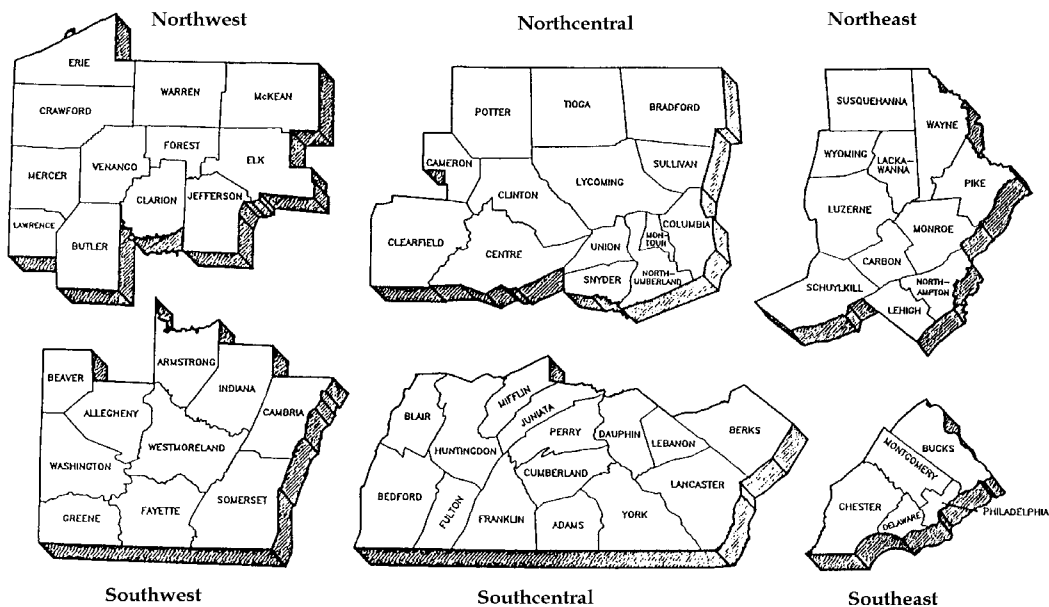 Northwest
ERIE
WARREN
McKEAN
CRAWFORD
FOREST
ELK
VENANGO
MERCER
CLARION
JEFFERSON
LAWRENCE
BUTLER
Northcentral
POTTER
TIOGA
BRADFORD
CAMERON
SULLIVAN
CLINTON
LYCOMING
COLUMBIA
CLEARFIELD
CENTRE
UNION
MON-
TOUR
SNYDER
NORTH-
UMBERLAND
Northeast
SUSQUEHANNA
WAYNE
WYOMING
LACKA-
WANNA
PIKE
LUZERNE
MONROE
CARBON
SCHUYLKILL
NORTH-
AMPTON
LEHIGH
ARMSTRONG
BEAVER
INDIANA
ALLEGHENY
CAMBRIA
WESTMORELAND
WASHINGTON
SOMERSET
FAYETTE
GREENE
Southwest
MIFFLIN
BLAIR
JUNIATA
PERRY
DAUPHIN
BERKS
LEBANON
HUNTINGDON
CUMBERLAND
LANCASTER
BEDFORD
FULTON
FRANKLIN
ADAMS
YORK
Southcentral
BUCKS
MONTGOMERY
CHESTER
DELAWARE
PHILADELPHIA
Southeast